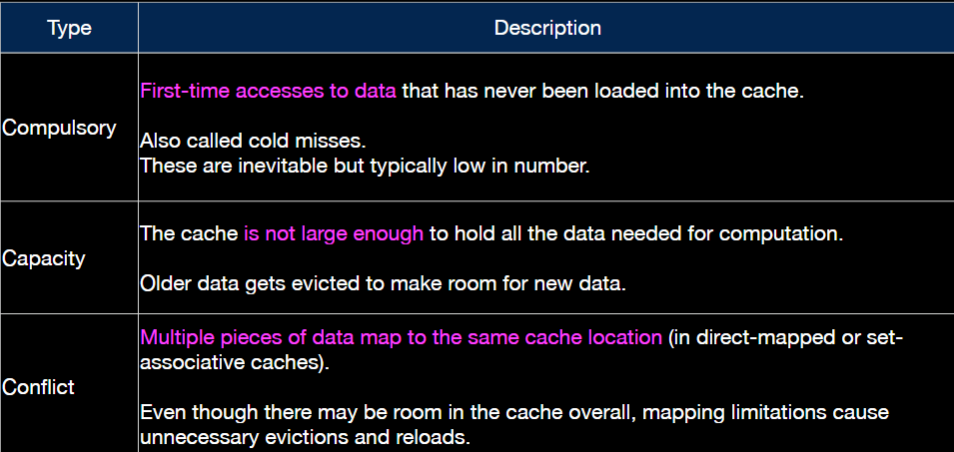 Type
Description
Compulsory
First-time accesses to data that has never been loaded into the cache.
Also called cold misses.
These are inevitable but typically low in number.
Capacity
The cache is not large enough to hold all the data needed for computation.
Older data gets evicted to make room for new data.
Conflict
Multiple pieces of data map to the same cache location (in direct-mapped or set-
associative caches).
Even though there may be room in the cache overall, mapping limitations cause
unnecessary evictions and reloads.